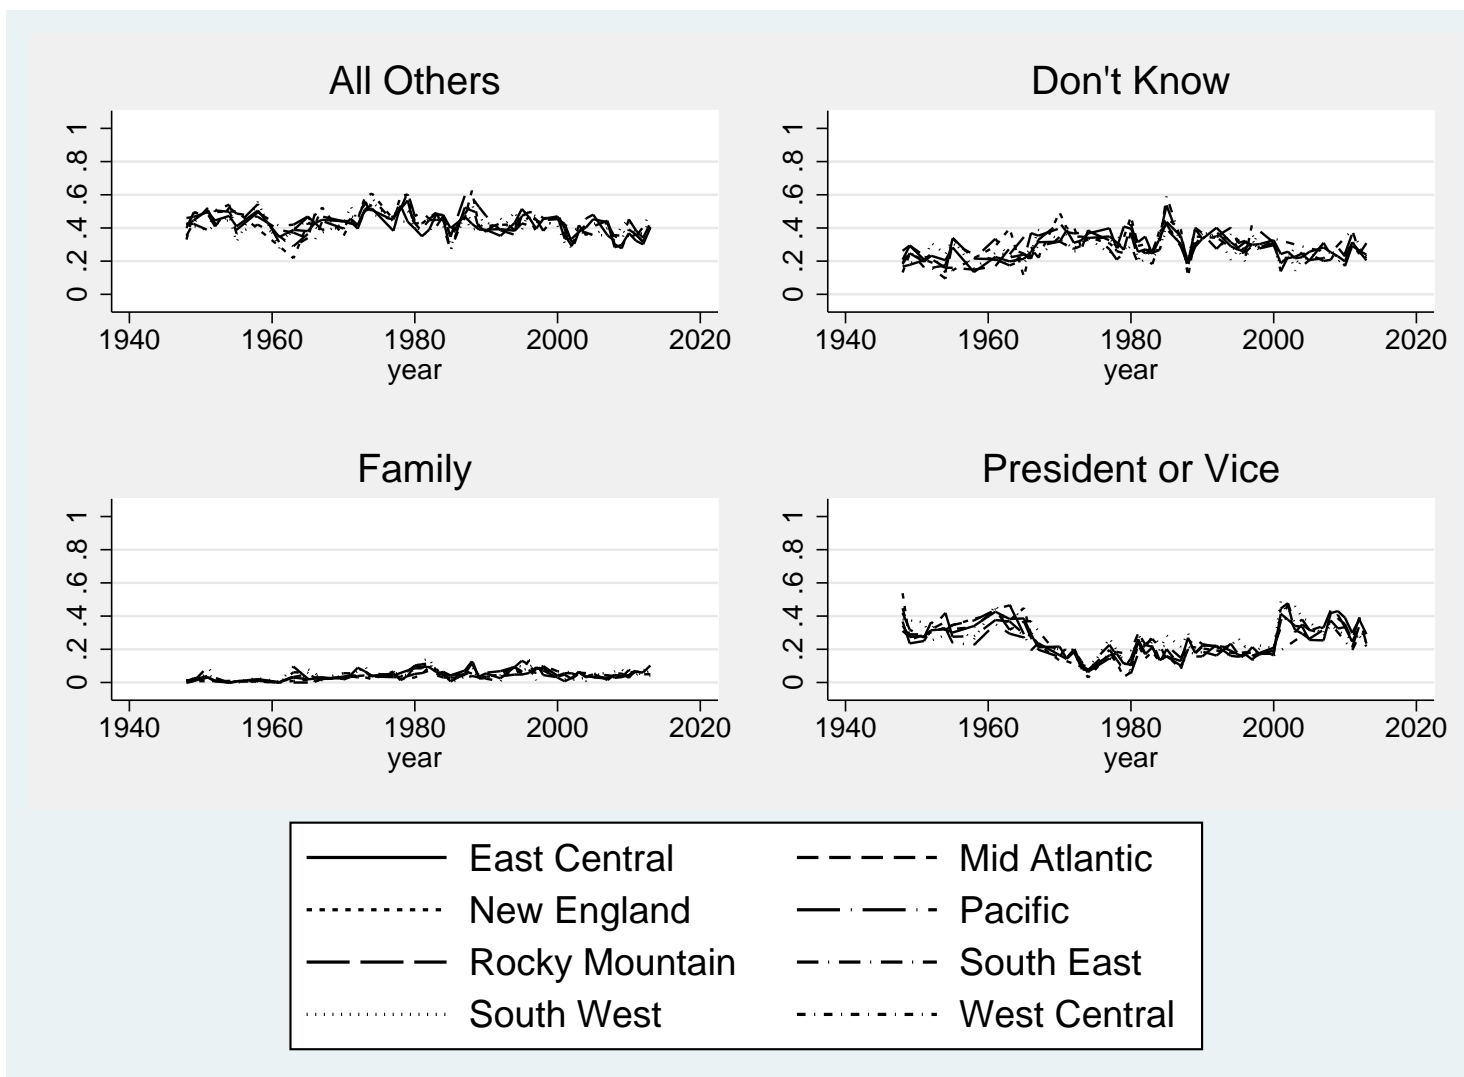 All Others
Don't Know
1
1
.8
.8
.6
.6
.4
.4
.2
.2
0
0
1940 1960 1980 2000 2020
1940 1960 1980 2000 2020
year
year
Family
President or Vice
1
1
.8
.8
.6
.6
.4
.4
.2
.2
0
0
1940 1960 1980 2000 2020
1940 1960 1980 2000 2020
year
year
East Central
Mid Atlantic
New England
Pacific
Rocky Mountain
South East
South West
West Central